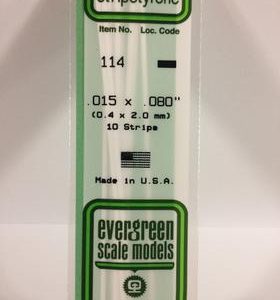 Item No. Loc. Code
114
.015 x .080"
(0.4 x 2.0 mm)
10 Strips
Made in U.S.A.
evergreen
scale models